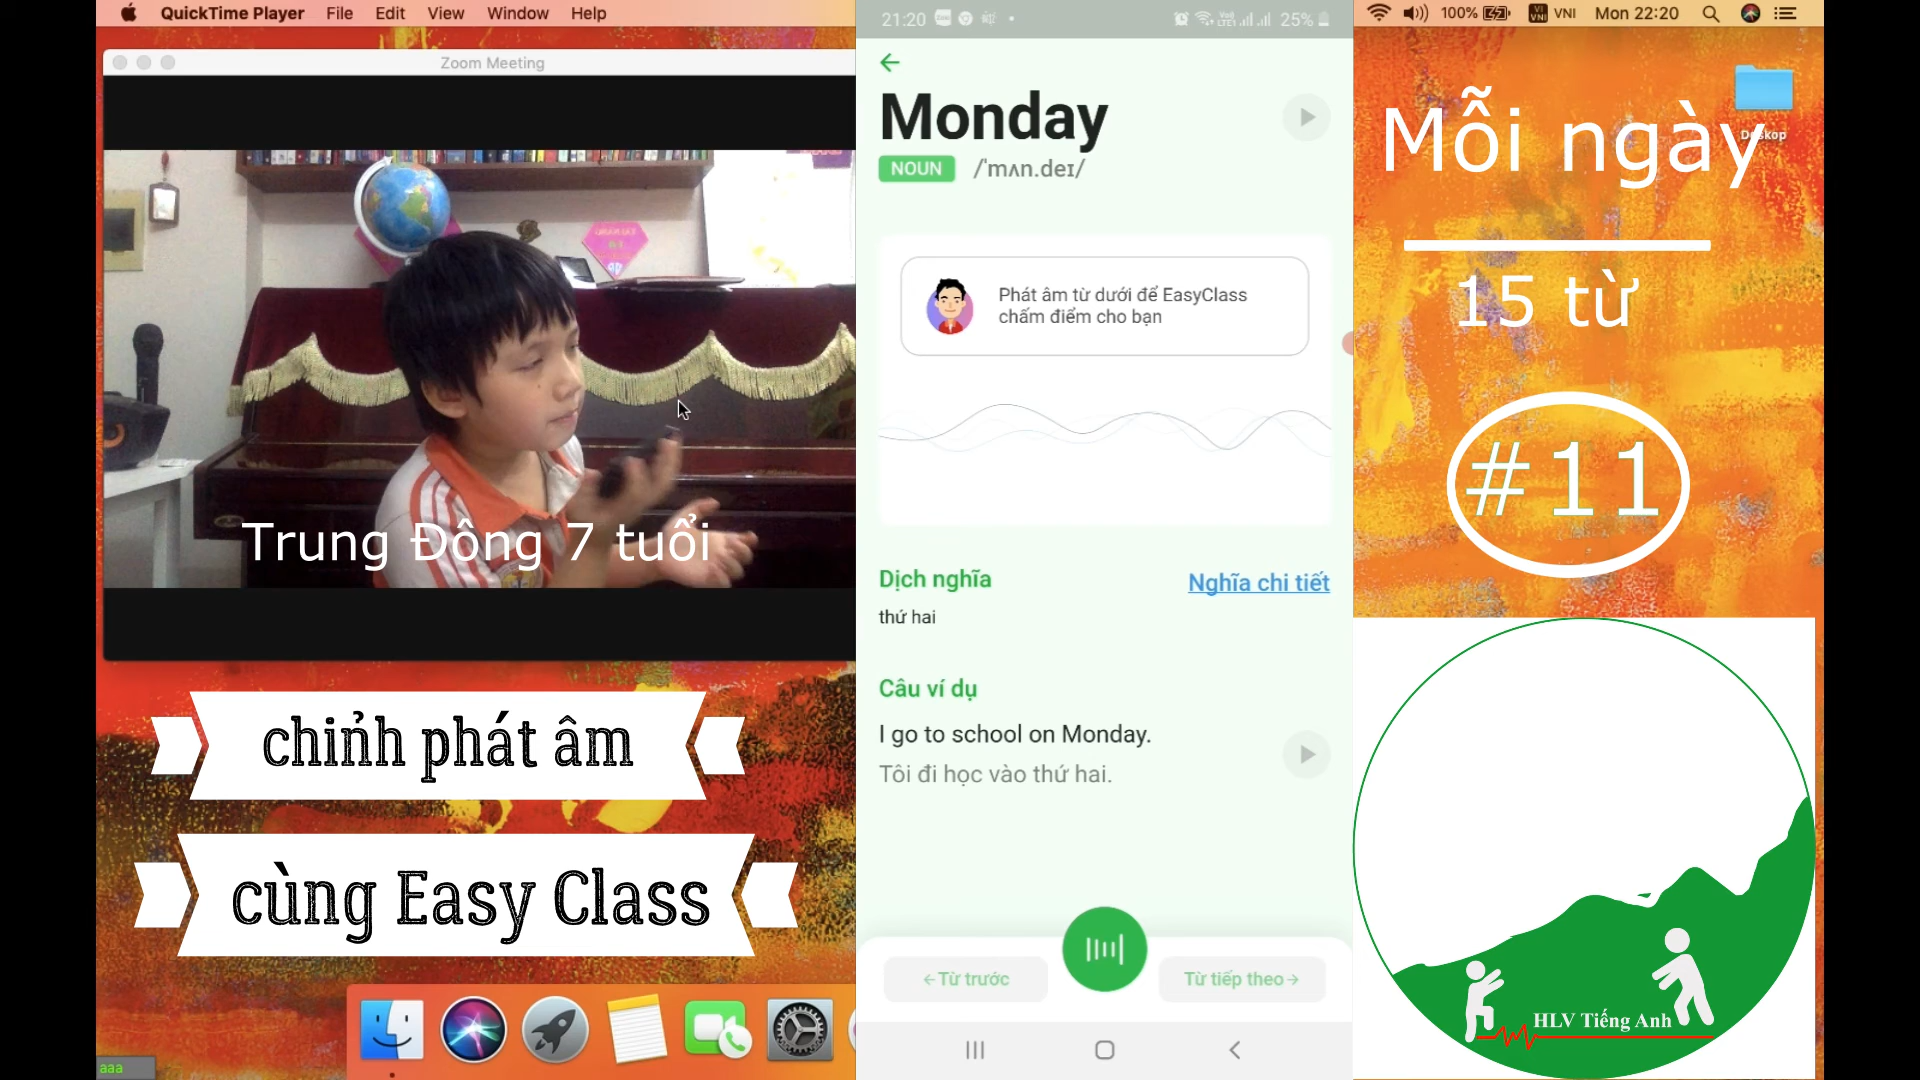 QuickTime Player File Edit View Window Help
Zoom Meeting
Trung Đông 7 tuổi
chỉnh phát âm
cùng Easy Class
aaa
21:20
25%
Monday
NOUN /ˈmʌn.deɪ/
Phát âm từ dưới để EasyClass
chấm điểm cho bạn
Dịch nghĩa
Nghĩa chi tiết
thứ hai
Câu ví dụ
I go to school on Monday.
Tôi đi học vào thứ hai.
←Từ trước
Từ tiếp theo→
100% VNI Mon 22:20
Mỗi ngày
15 từ
#11
HLV Tiếng Anh